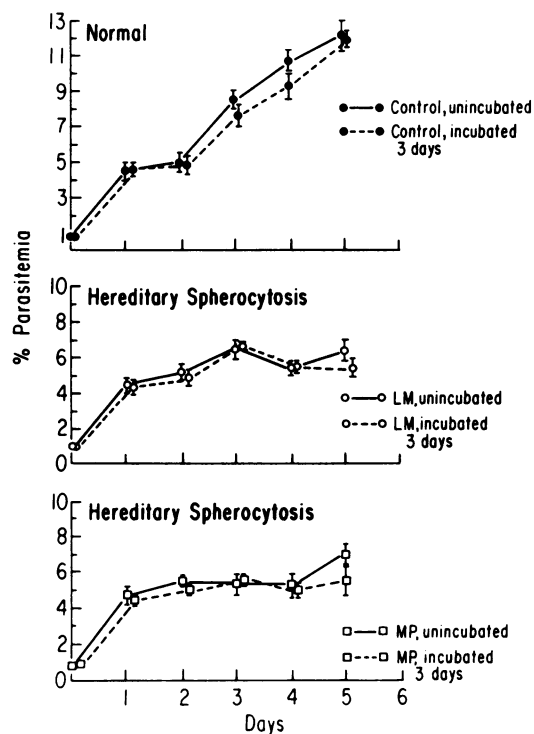 Normal
13
11
9
7
5
3
1
Control, unincubated
Control, incubated
3 days
% Parasitemia
Hereditary Spherocytosis
10
8
6
4
2
0
LM, unincubated
LM, incubated
3 days
Hereditary Spherocytosis
10
8
6
4
2
0
MP, unincubated
MP, incubated
3 days
1 2 3 4 5 6
Days